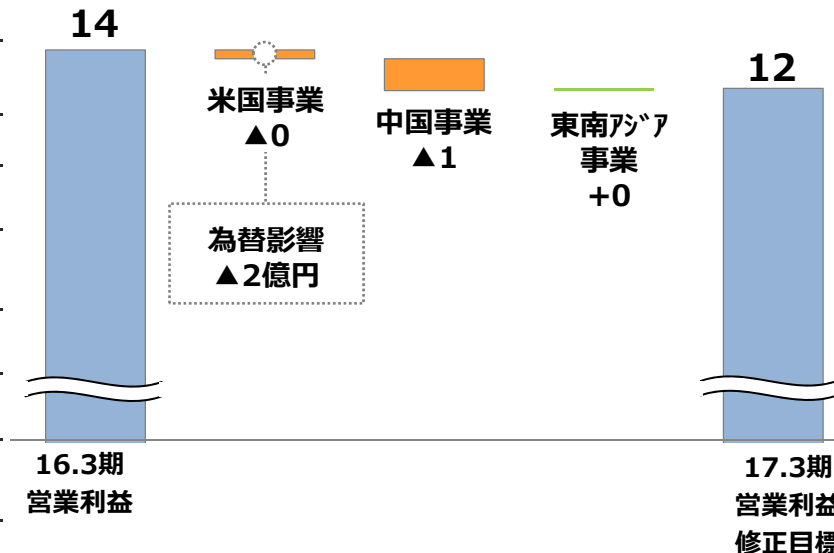 14
米国事業
▲0
中国事業
▲1
東南ｱｼﾞｱ
事業
+0
12
為替影響
▲2億円
16.3期
営業利益
17.3期
営業利益
修正目標